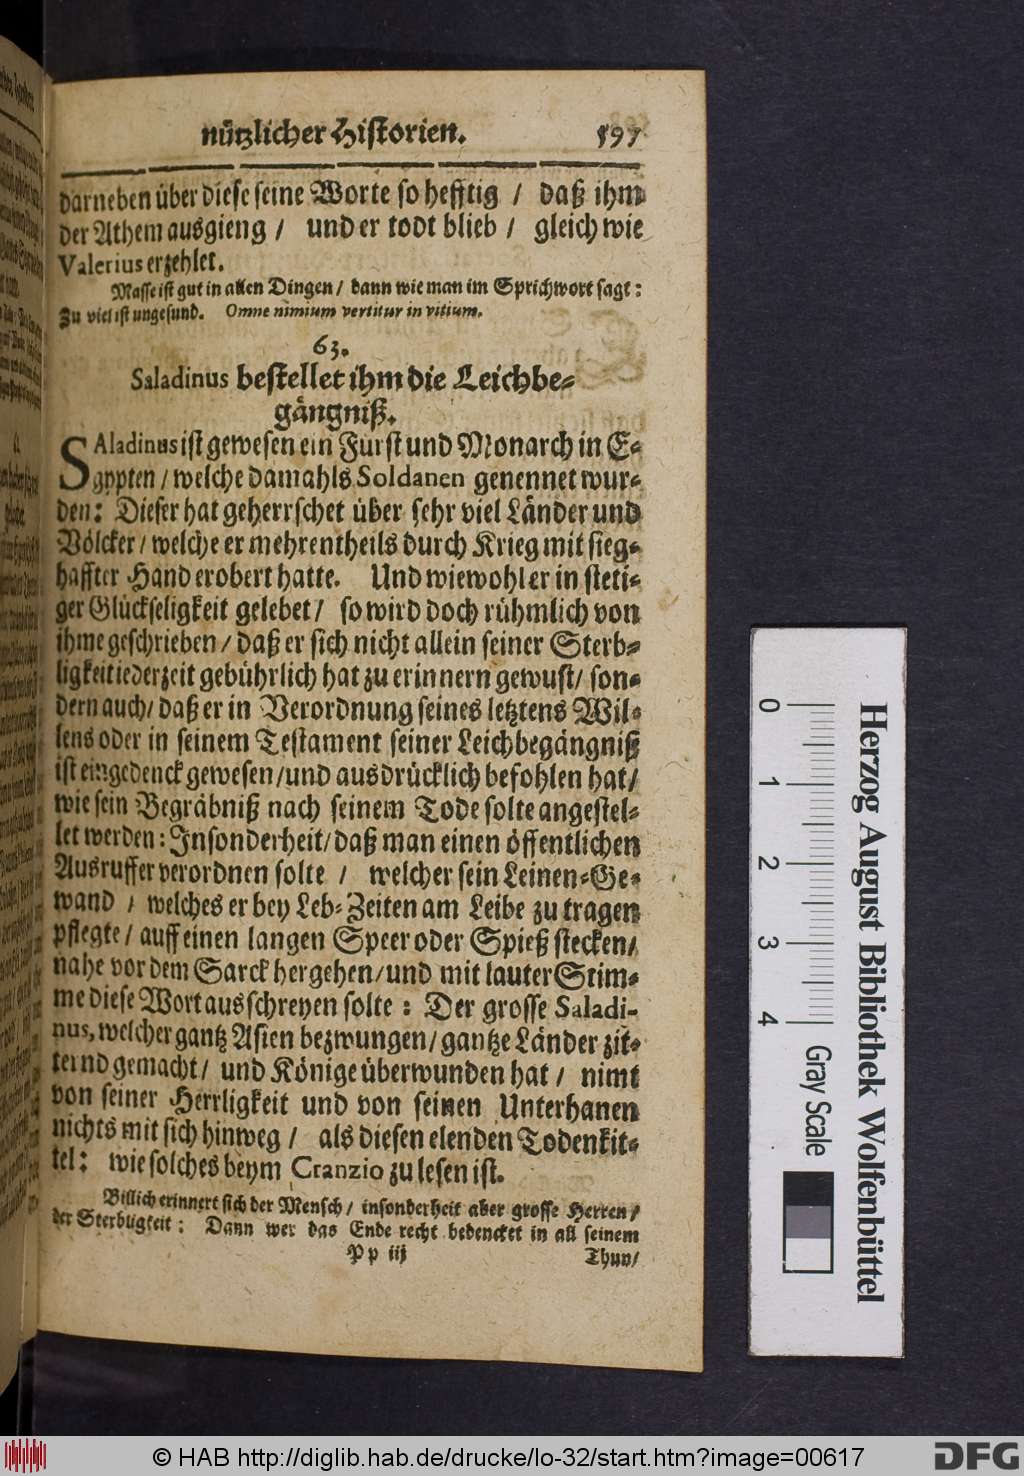 nützlicher Historien. 597
darneben über diese seine Worte so hefftig / daß ihm
der Athem ausgieng / und er todt blieb / gleich wie
Valerius erzehlet.
Masse ist gut in allen Dingen / dann wie man im Sprichwort sagt:
Zu viel ist ungesund. Omne nimium vertitur in vitium.
63.
Saladinus bestellet ihm die Leichbe-
gängniß.
SAladinus ist gewesen ein Fürst und Monarch in E-
gypten / welche damahls Soldanen genennet wur-
den: Dieser hat geherrschet über sehr viel Länder und
Völcker / welche er mehrentheils durch Krieg mit sieg-
haffter Hand erobert hatte. Und wiewohl er in steti-
ger Glückseligkeit gelebet / so wird doch rühmlich von
ihme geschrieben / daß er sich nicht allein seiner Sterb-
ligkeit iederzeit gebührlich hat zu erinnern gewust / son-
dern auch / daß er in Verordnung seines letztens Wil-
lens oder in seinem Testament seiner Leichbegängniß
ist eingedenck gewesen / und ausdrücklich befohlen hat /
wie sein Begräbniß nach seinem Tode solte angestel-
let werden: Insonderheit / daß man einen öffentlichen
Ausruffer verordnen solte / welcher sein Leinen-Ge-
wand / welches er bey Leb-Zeiten am Leibe zu tragen
pflegte / auff einen langen Speer oder Spieß stecken /
nahe vor dem Sarck hergehen / und mit lauter Stim-
me diese Wort ausschreyen solte: Der grosse Saladi-
nus, welcher gantz Asien bezwungen / gantze Länder zit-
ternd gemacht / und Könige überwunden hat / nimt
von seiner Herrligkeit und von seinen Unterhanen
nichts mit sich hinweg / als diesen elenden Todenkit-
tel: wie solches beym Cranzio zu lesen ist.
Billich erinnert sich der Mensch / insonderheit aber grosse Herren /
der Sterbligkeit: Dann wer das Ende recht bedencket in all seinem
Pp iij Thun /
0 1 2 3 4
Gray Scale
Herzog August Bibliothek Wolfenbüttel
© HAB http://diglib.hab.de/drucke/lo-32/start.htm?image=00617
DFG